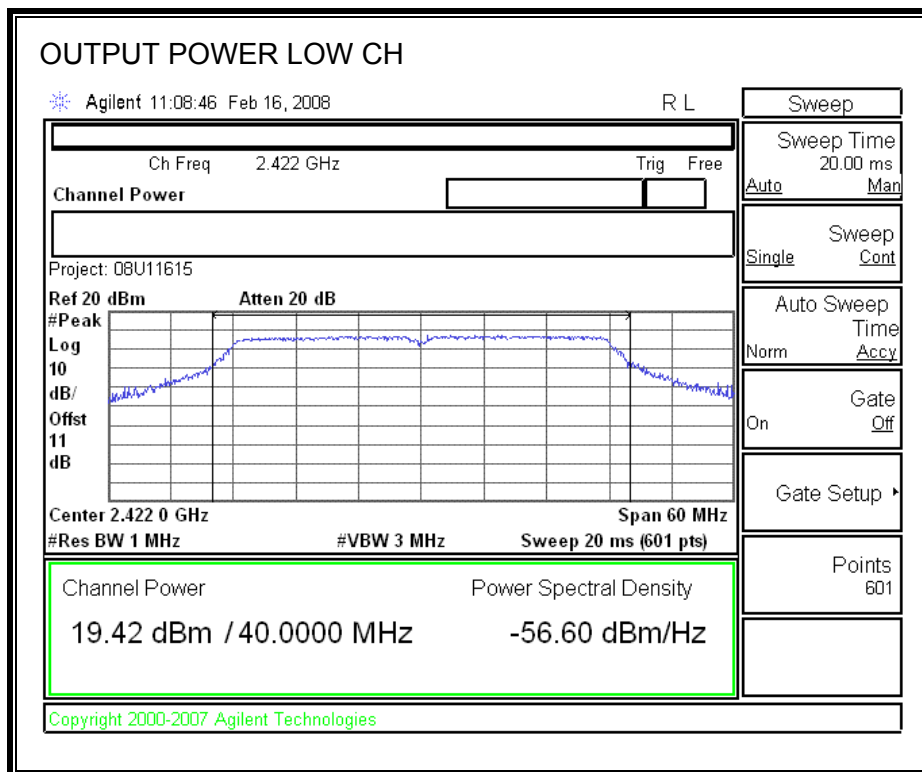 OUTPUT POWER LOW CH
Agilent 11:08:46 Feb 16, 2008 R L
Ch Freq 2.422 GHz Trig Free
Channel Power
Project: 08U11615
Ref 20 dBm Atten 20 dB
#Peak
Log
10
dB/
Offst
11
dB
Center 2.422 0 GHz Span 60 MHz
#Res BW 1 MHz #VBW 3 MHz Sweep 20 ms (601 pts)
Channel Power Power Spectral Density
19.42 dBm / 40.0000 MHz -56.60 dBm/Hz
Copyright 2000-2007 Agilent Technologies
Sweep
Sweep Time
20.00 ms
Auto Man
Sweep
Single Cont
Auto Sweep
Time
Norm Accy
Gate
On Off
Gate Setup
Points
601